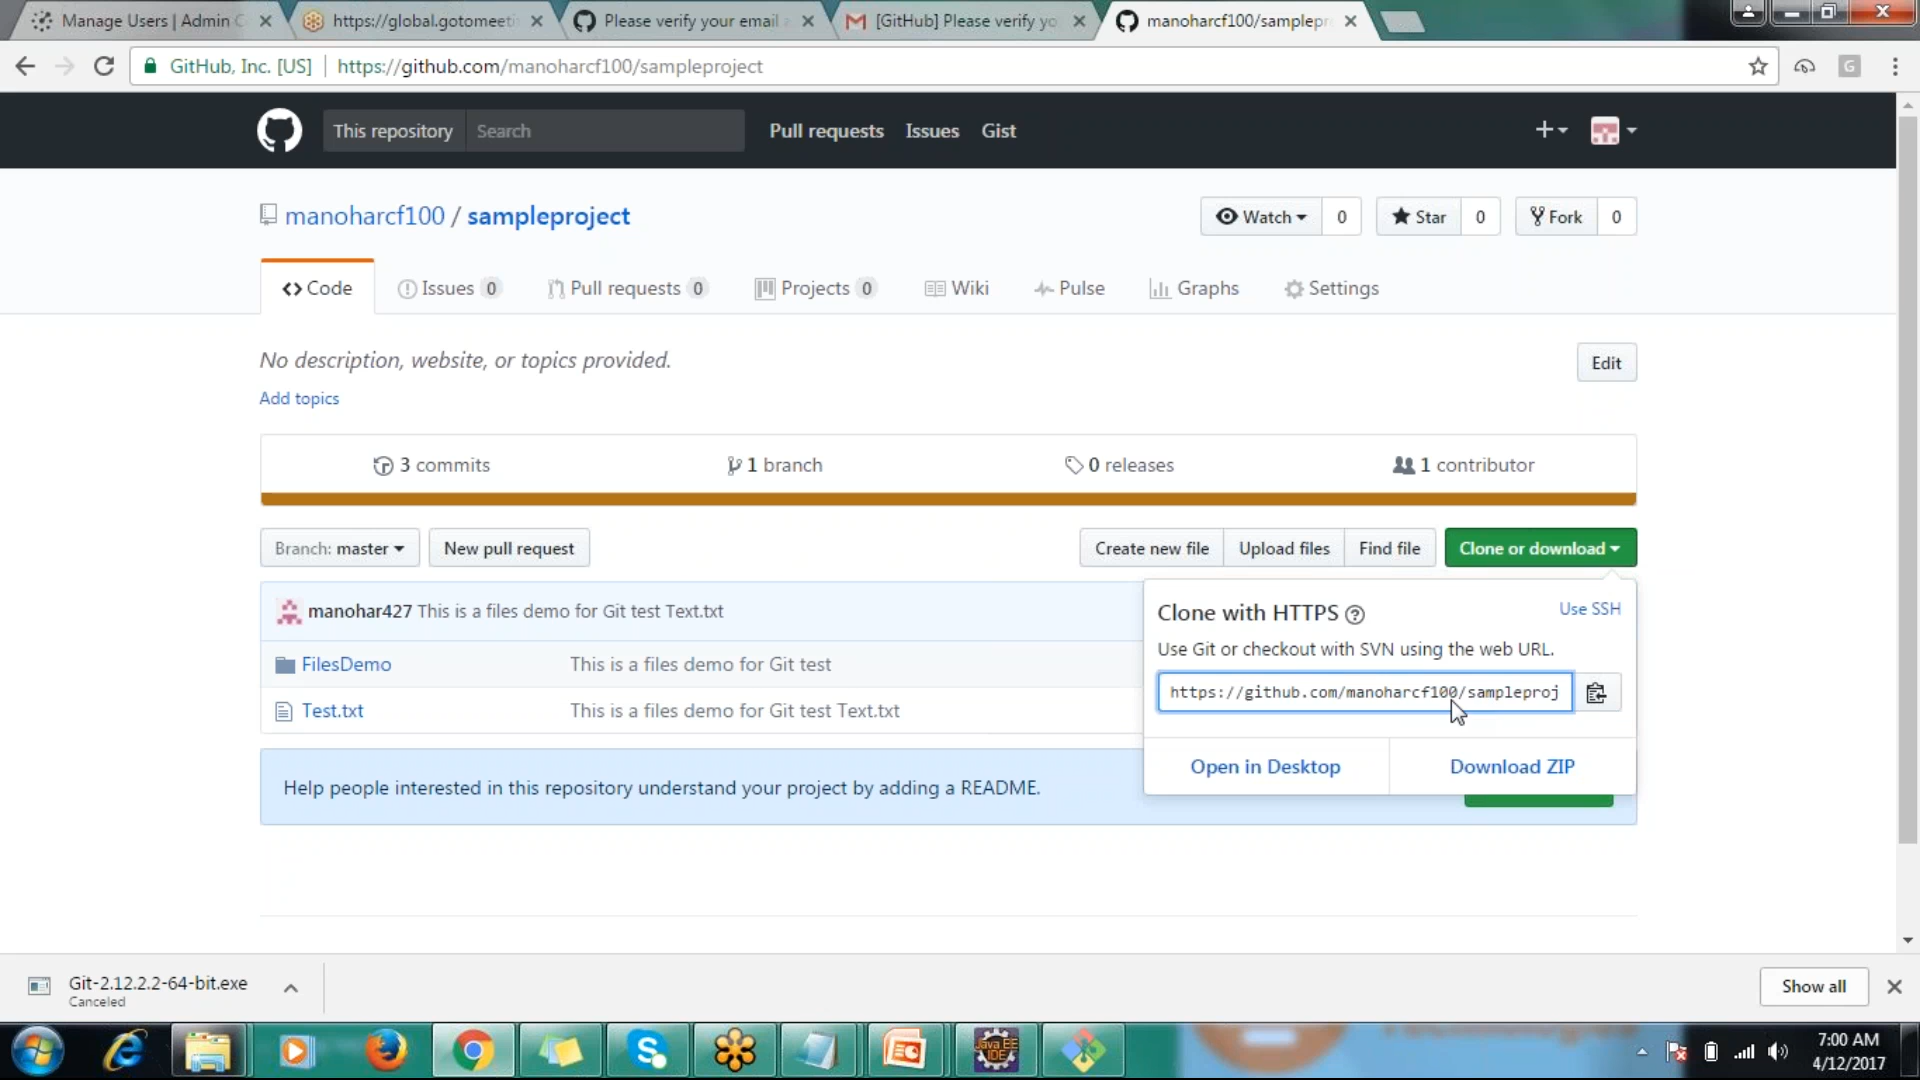 Manage Users | Admin C
https://global.gotomeeti
Please verify your email a
[GitHub] Please verify yo
manoharcf100/samplepr
GitHub, Inc. [US] https://github.com/manoharcf100/sampleproject
This repository Search Pull requests Issues Gist
manoharcf100 / sampleproject
Watch 0 Star 0 Fork 0
Code Issues 0 Pull requests 0 Projects 0 Wiki Pulse Graphs Settings
No description, website, or topics provided.
Edit
Add topics
3 commits 1 branch 0 releases 1 contributor
Branch: master New pull request Create new file Upload files Find file Clone or download
manohar427 This is a files demo for Git test Text.txt
FilesDemo This is a files demo for Git test
Test.txt This is a files demo for Git test Text.txt
Clone with HTTPS Use SSH
Use Git or checkout with SVN using the web URL.
https://github.com/manoharcf100/sampleproj
Open in Desktop Download ZIP
Help people interested in this repository understand your project by adding a README.
Git-2.12.2.2-64-bit.exe
Canceled
Show all
Java EE
IDE
7:00 AM
4/12/2017